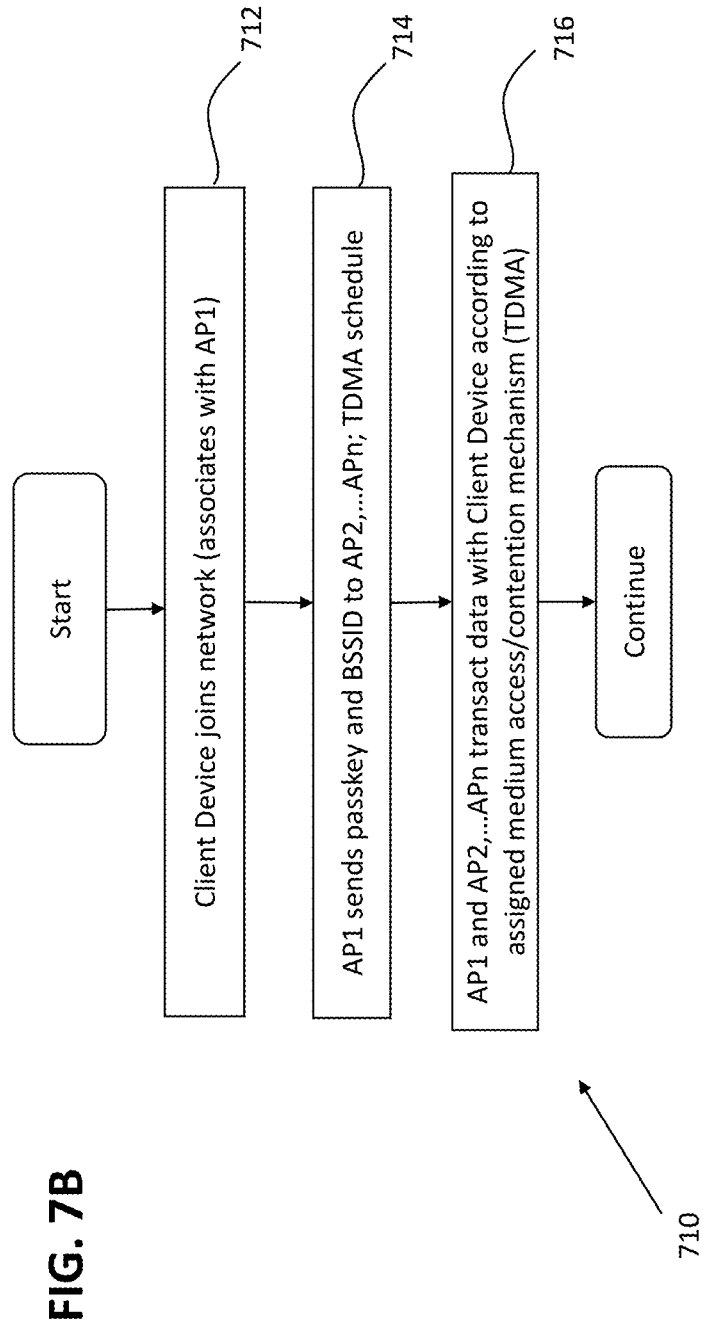 FIG. 7B
Start
Client Device joins network (associates with AP1)
712
AP1 sends passkey and BSSID to AP2,...APn; TDMA schedule
714
AP1 and AP2,...APn transact data with Client Device according to
assigned medium access/contention mechanism (TDMA)
716
Continue
710